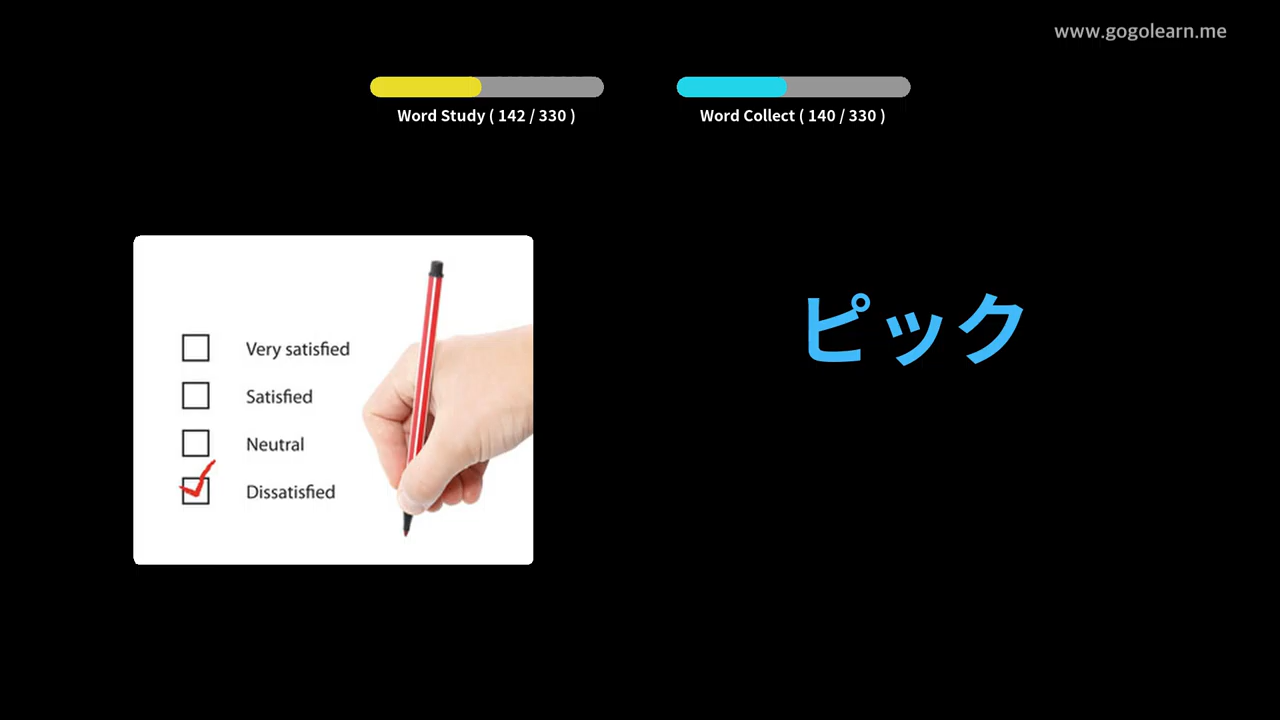 www.gogolearn.me
Word Study ( 142 / 330 )
Word Collect ( 140 / 330 )
Very satisfied
Satisfied
Neutral
Dissatisfied
ピック